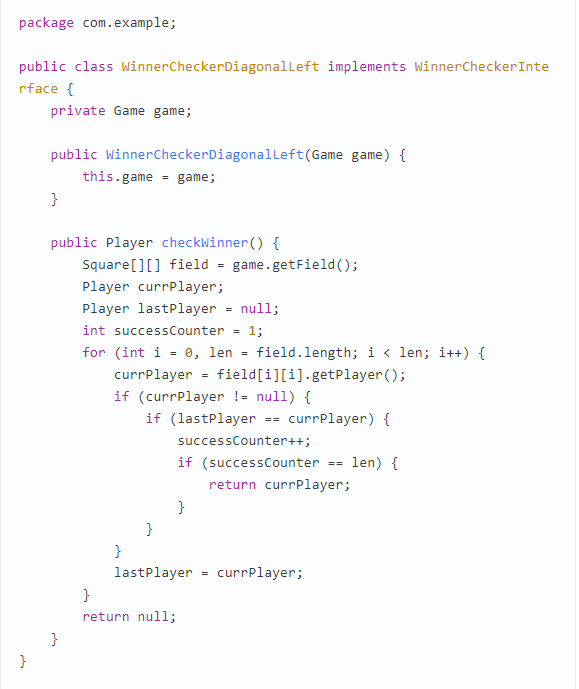 package com.example;
public class WinnerCheckerDiagonalLeft implements WinnerCheckerInte
rface {
    private Game game;
    public WinnerCheckerDiagonalLeft(Game game) {
        this.game = game;
    }
    public Player checkWinner() {
        Square[][] field = game.getField();
        Player currPlayer;
        Player lastPlayer = null;
        int successCounter = 1;
        for (int i = 0, len = field.length; i < len; i++) {
            currPlayer = field[i][i].getPlayer();
            if (currPlayer != null) {
                if (lastPlayer == currPlayer) {
                    successCounter++;
                    if (successCounter == len) {
                        return currPlayer;
                    }
                }
            }
            lastPlayer = currPlayer;
        }
        return null;
    }
}